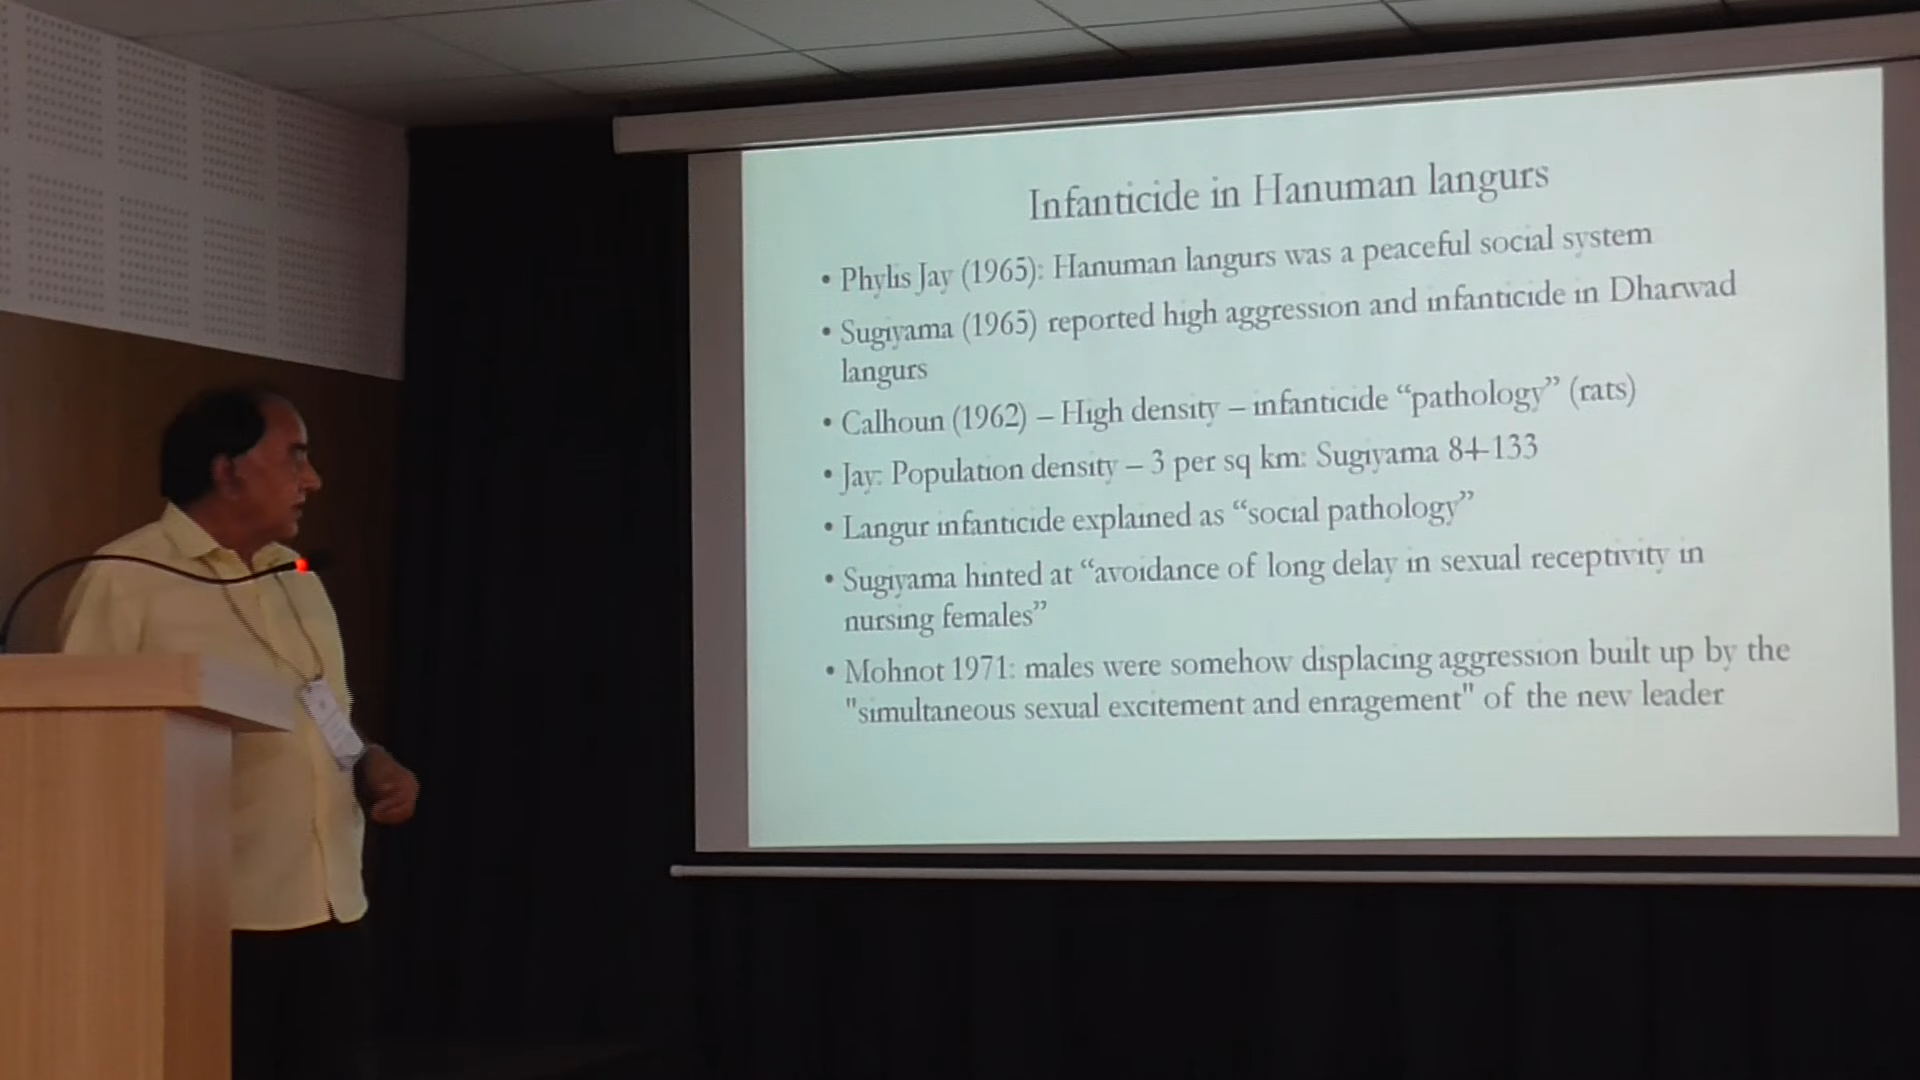 Infanticide in Hanuman langurs
• Phylis Jay (1965): Hanuman langurs was a peaceful social system
• Sugiyama (1965) reported high aggression and infanticide in Dharwad
langurs
• Calhoun (1962) – High density – infanticide “pathology” (rats)
• Jay: Population density – 3 per sq km: Sugiyama 84-133
• Langur infanticide explained as “social pathology”
• Sugiyama hinted at “avoidance of long delay in sexual receptivity in
nursing females”
• Mohnot 1971: males were somehow displacing aggression built up by the
"simultaneous sexual excitement and enragement" of the new leader